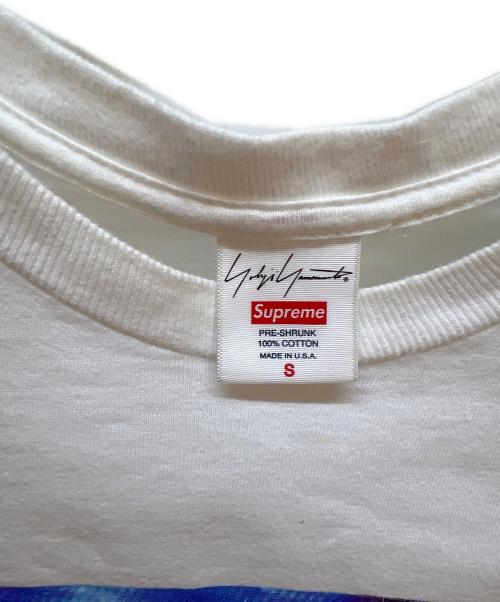 Yohji Yamamoto®
Supreme
PRE-SHRUNK
100% COTTON
MADE IN U.S.A.
S